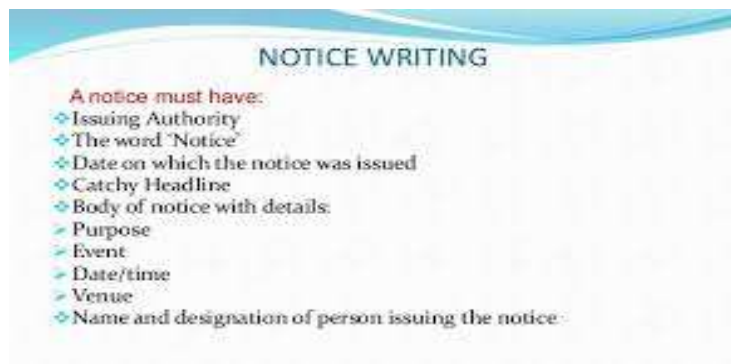 NOTICE WRITING
A notice must have:
Issuing Authority
The word 'Notice'
Date on which the notice was issued
Catchy Headline
Body of notice with details:
Purpose
Event
Date/time
Venue
Name and designation of person issuing the notice